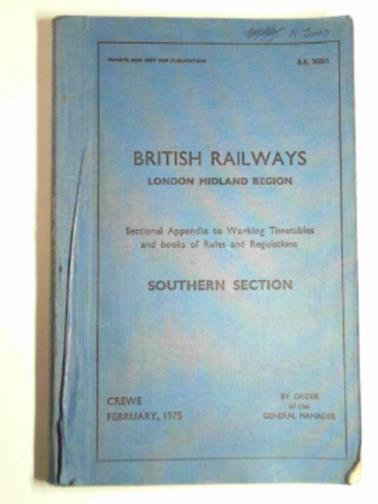 PRIVATE AND NOT FOR PUBLICATION
B.R.
BRITISH RAILWAYS
LONDON MIDLAND REGION
Sectional Appendix to Working Timetables
and books of Rules and Regulations
SOUTHERN SECTION
CREWE
FEBRUARY, 1975
BY ORDER
of the
GENERAL MANAGER